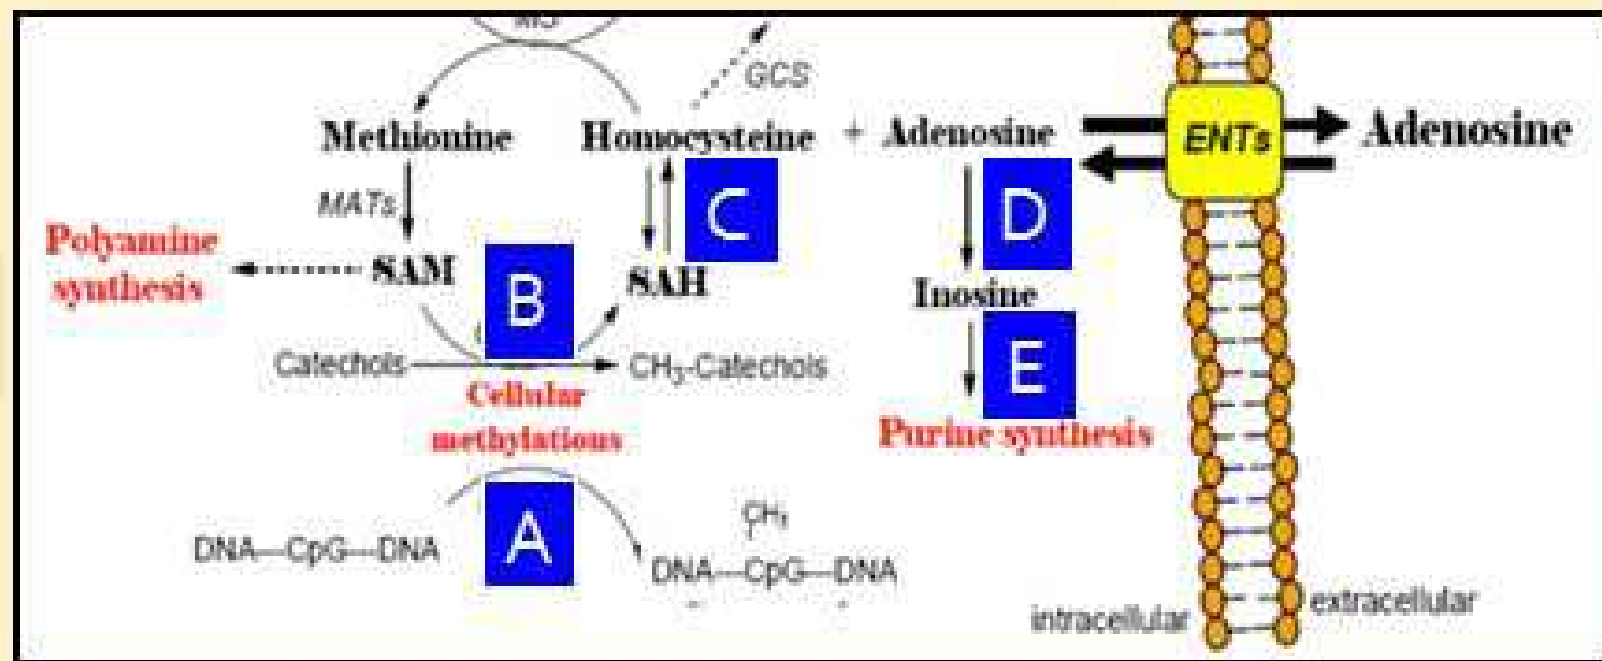 MS
GCS
Methionine
Homocysteine + Adenosine
ENTs
Adenosine
MATs
C
D
Polyamine
synthesis
SAM
B
SAH
Inosine
Catechols
CH3-Catechols
E
Cellular
methylations
Purine synthesis
A
CH3
DNA—CpG—DNA
DNA—CpG—DNA
intracellular
extracellular